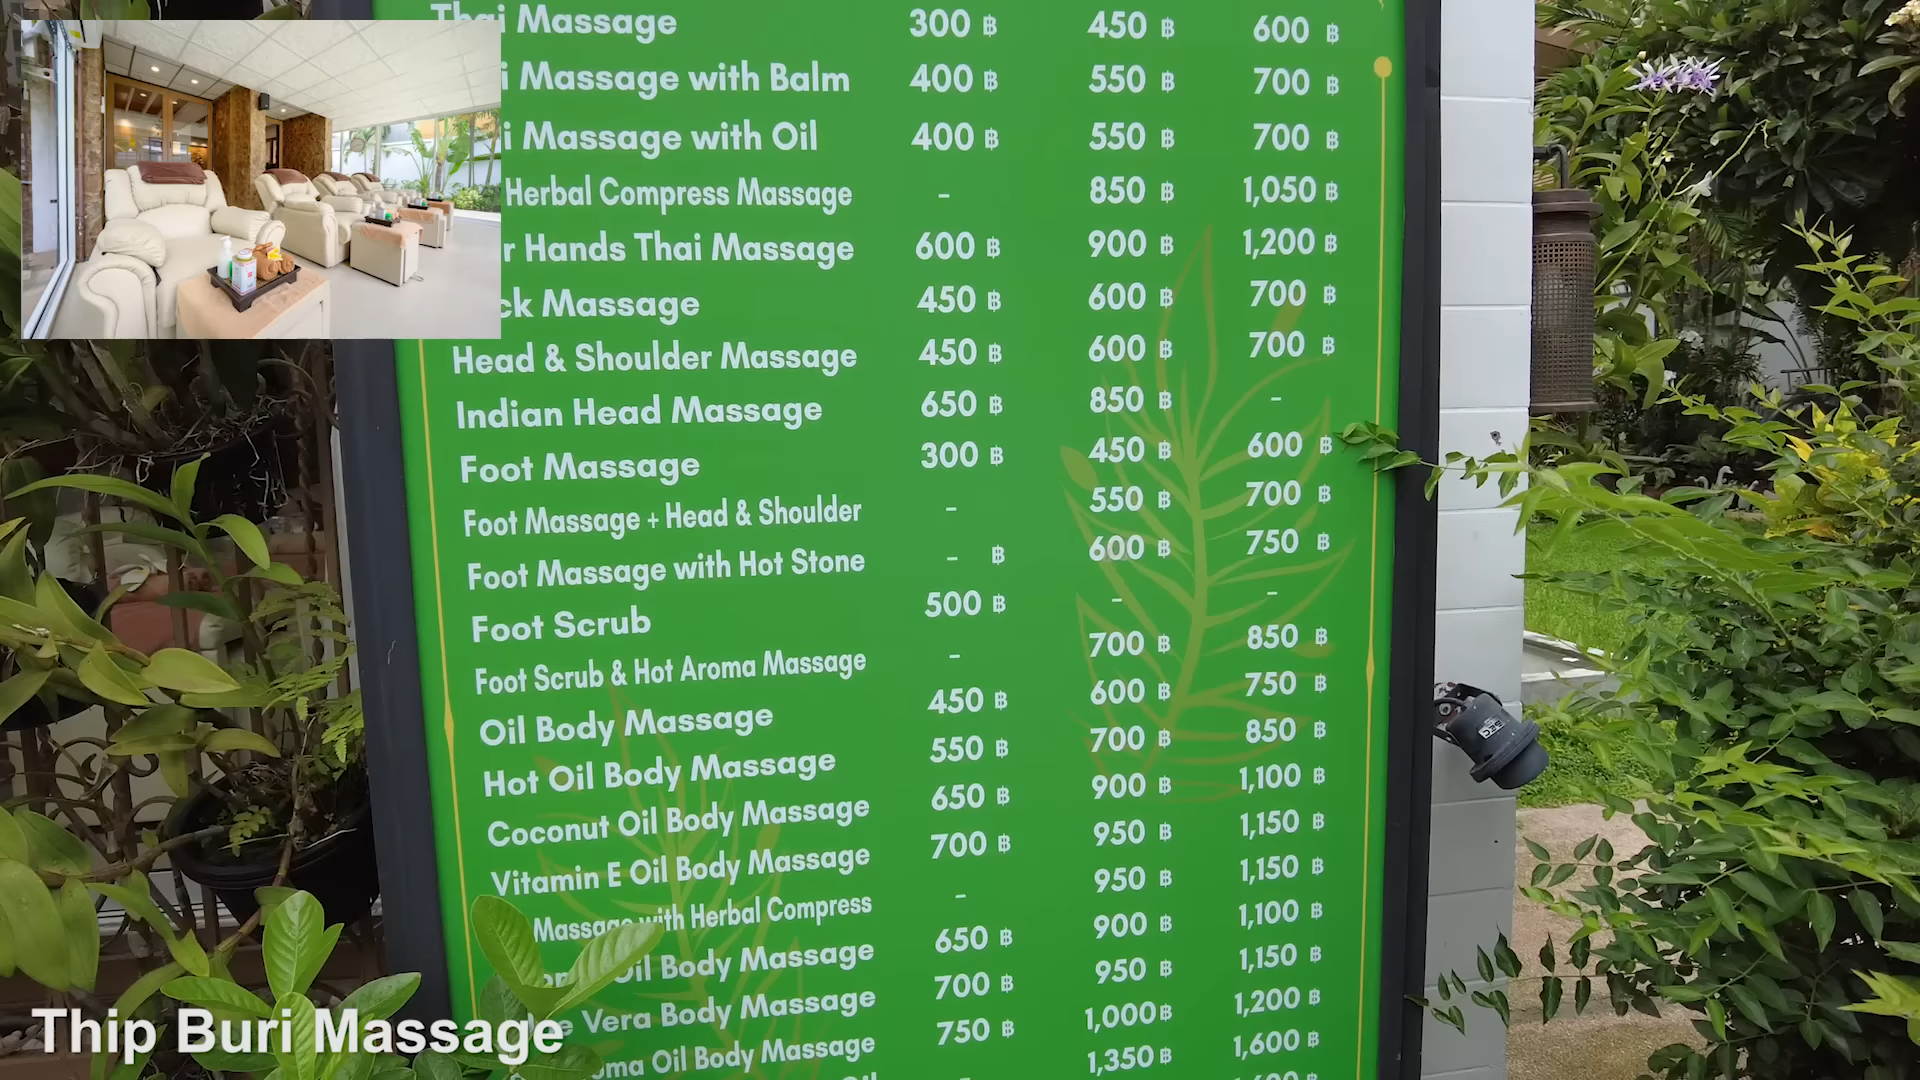 Thai Massage 300 ฿ 450 ฿ 600 ฿
i Massage with Balm 400 ฿ 550 ฿ 700 ฿
i Massage with Oil 400 ฿ 550 ฿ 700 ฿
Herbal Compress Massage - 850 ฿ 1,050 ฿
r Hands Thai Massage 600 ฿ 900 ฿ 1,200 ฿
ck Massage 450 ฿ 600 ฿ 700 ฿
Head & Shoulder Massage 450 ฿ 600 ฿ 700 ฿
Indian Head Massage 650 ฿ 850 ฿ -
Foot Massage 300 ฿ 450 ฿ 600 ฿
Foot Massage + Head & Shoulder - 550 ฿ 700 ฿
Foot Massage with Hot Stone - ฿ 600 ฿ 750 ฿
Foot Scrub 500 ฿ - -
Foot Scrub & Hot Aroma Massage - 700 ฿ 850 ฿
Oil Body Massage 450 ฿ 600 ฿ 750 ฿
Hot Oil Body Massage 550 ฿ 700 ฿ 850 ฿
Coconut Oil Body Massage 650 ฿ 900 ฿ 1,100 ฿
Vitamin E Oil Body Massage 700 ฿ 950 ฿ 1,150 ฿
Massage with Herbal Compress - 950 ฿ 1,150 ฿
Oil Body Massage 650 ฿ 900 ฿ 1,100 ฿
Vera Body Massage 700 ฿ 950 ฿ 1,150 ฿
oma Oil Body Massage 750 ฿ 1,000 ฿ 1,200 ฿
- 1,350 ฿ 1,600 ฿
Thip Buri Massage